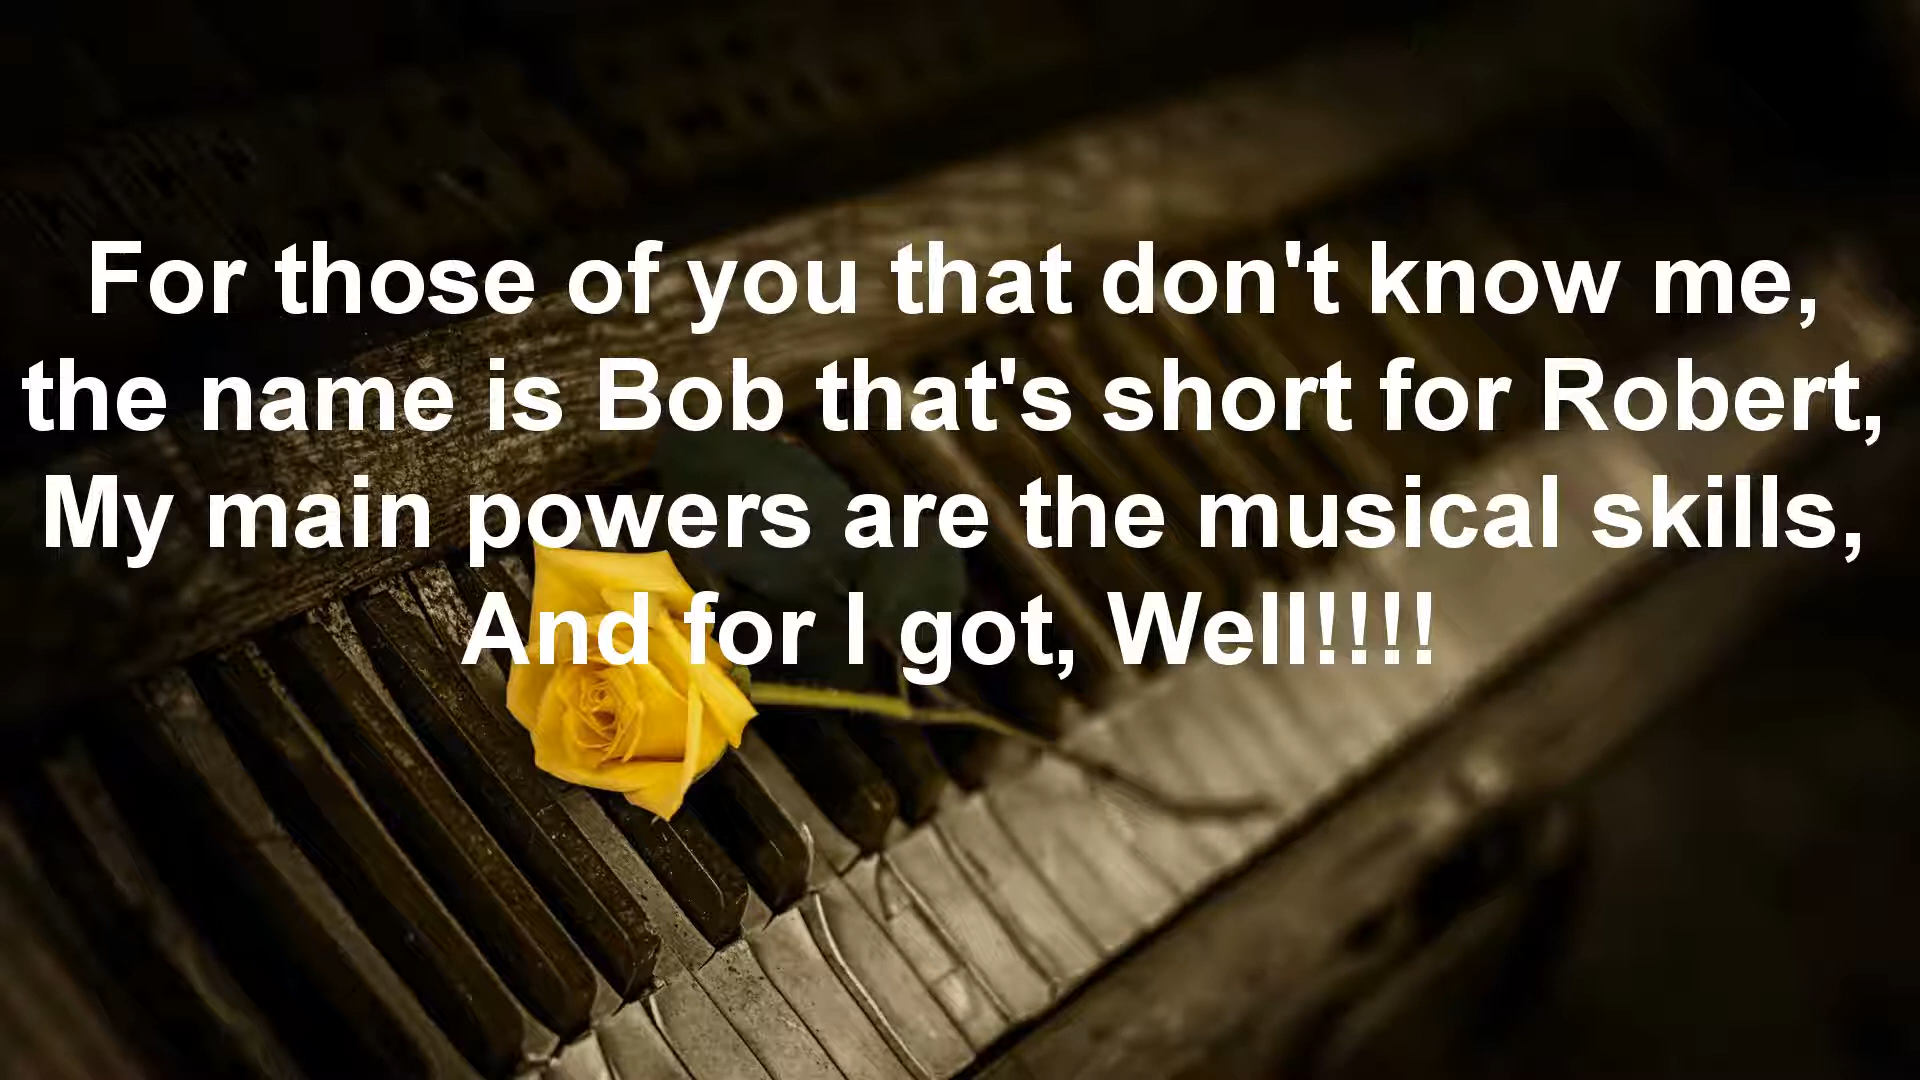 For those of you that don't know me,
the name is Bob that's short for Robert,
My main powers are the musical skills,
And for I got, Well!!!!